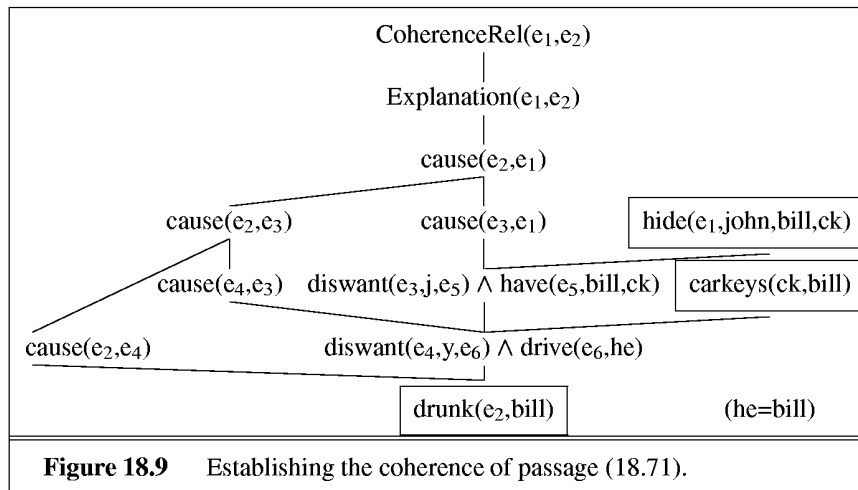 CoherenceRel(e₁,e₂)
Explanation(e₁,e₂)
cause(e₂,e₁)
cause(e₂,e₃) cause(e₃,e₁) hide(e₁,john,bill,ck)
cause(e₄,e₃) diswant(e₃,j,e₅) ∧ have(e₅,bill,ck) carkeys(ck,bill)
cause(e₂,e₄) diswant(e₄,y,e₆) ∧ drive(e₆,he)
drunk(e₂,bill) (he=bill)
Figure 18.9 Establishing the coherence of passage (18.71).